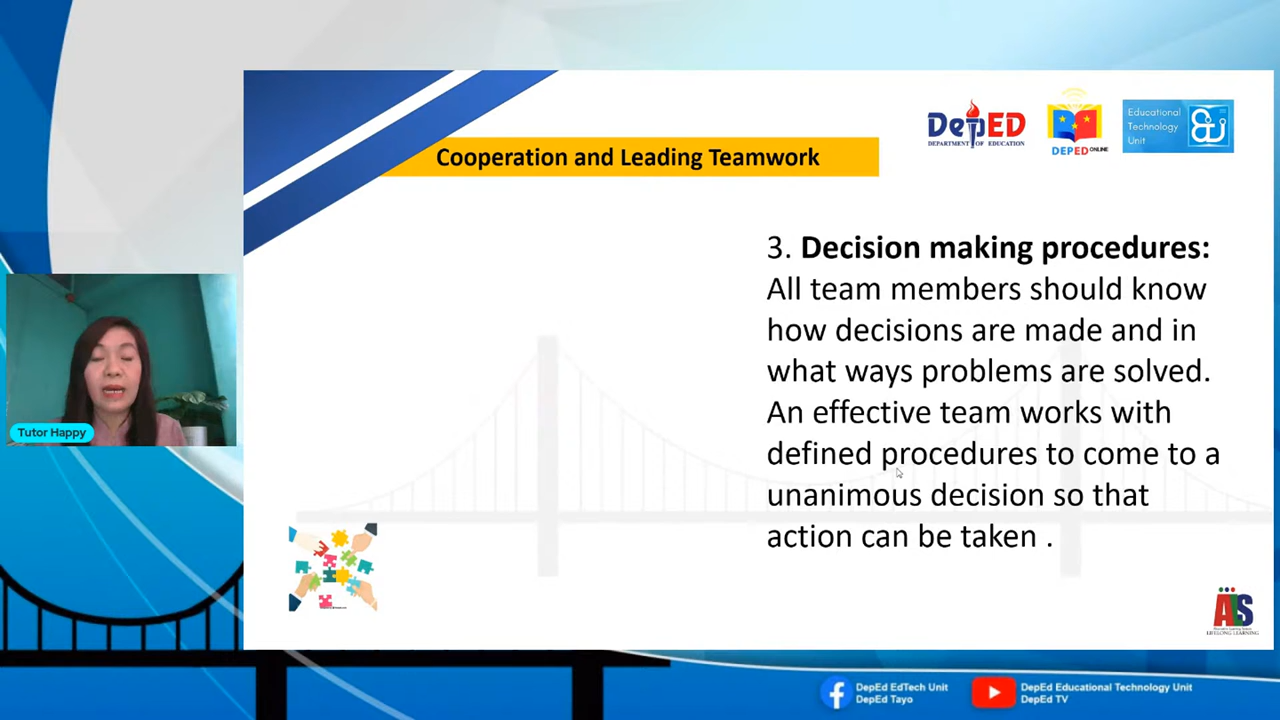 Cooperation and Leading Teamwork
DepED
DEPARTMENT OF EDUCATION
DEPED ONLINE
Educational
Technology
Unit
3. Decision making procedures:
All team members should know
how decisions are made and in
what ways problems are solved.
An effective team works with
defined procedures to come to a
unanimous decision so that
action can be taken .
Tutor Happy
ALS
LIFELONG LEARNING
DepEd EdTech Unit
DepEd Tayo
DepEd Educational Technology Unit
DepEd TV